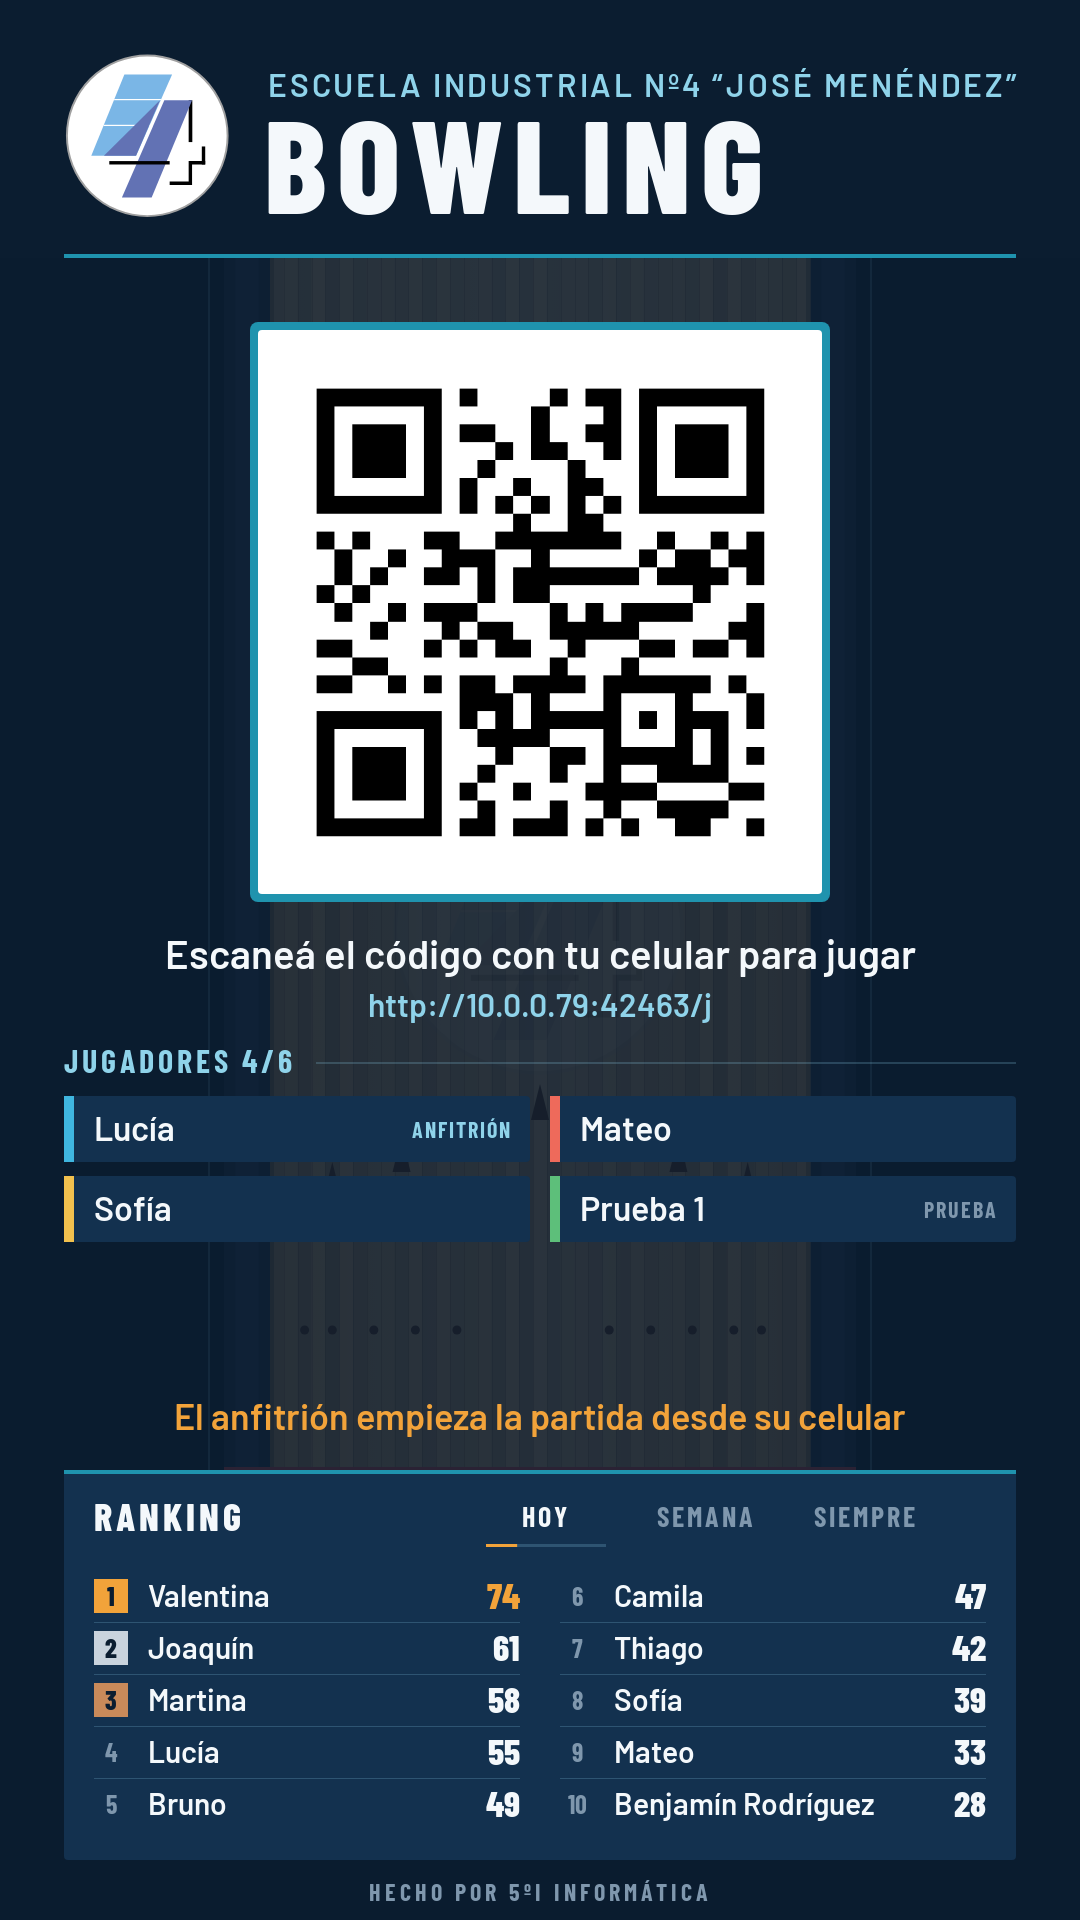 ESCUELA INDUSTRIAL Nº4 “JOSÉ MENÉNDEZ”
BOWLING
Escaneá el código con tu celular para jugar
http://10.0.0.79:42463/j
JUGADORES 4/6
Lucía ANFITRIÓN
Mateo
Sofía
Prueba 1 PRUEBA
El anfitrión empieza la partida desde su celular
RANKING HOY SEMANA SIEMPRE
1 Valentina 74
2 Joaquín 61
3 Martina 58
4 Lucía 55
5 Bruno 49
6 Camila 47
7 Thiago 42
8 Sofía 39
9 Mateo 33
10 Benjamín Rodríguez 28
HECHO POR 5ºI INFORMÁTICA